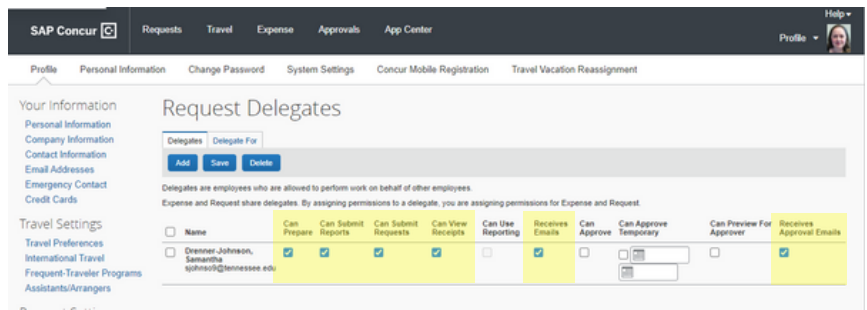 Help
SAP Concur C Requests Travel Expense Approvals App Center
Profile
Profile Personal Information Change Password System Settings Concur Mobile Registration Travel Vacation Reassignment
Your Information
Personal Information
Company Information
Contact Information
Email Addresses
Emergency Contact
Credit Cards
Travel Settings
Travel Preferences
International Travel
Frequent-Traveler Programs
Assistants/Arrangers
Request Delegates
Delegates Delegate For
Add Save Delete
Delegates are employees who are allowed to perform work on behalf of other employees.
Expense and Request share delegates. By assigning permissions to a delegate, you are assigning permissions for Expense and Request.
Can Can Submit Can Submit Can View Can Use Receives Can Can Approve Can Preview For Receives
Name Prepare Reports Requests Receipts Reporting Emails Approve Temporary Approver Approval Emails
Drenner-Johnson,
Samantha
sjohnso9@tennessee.edu